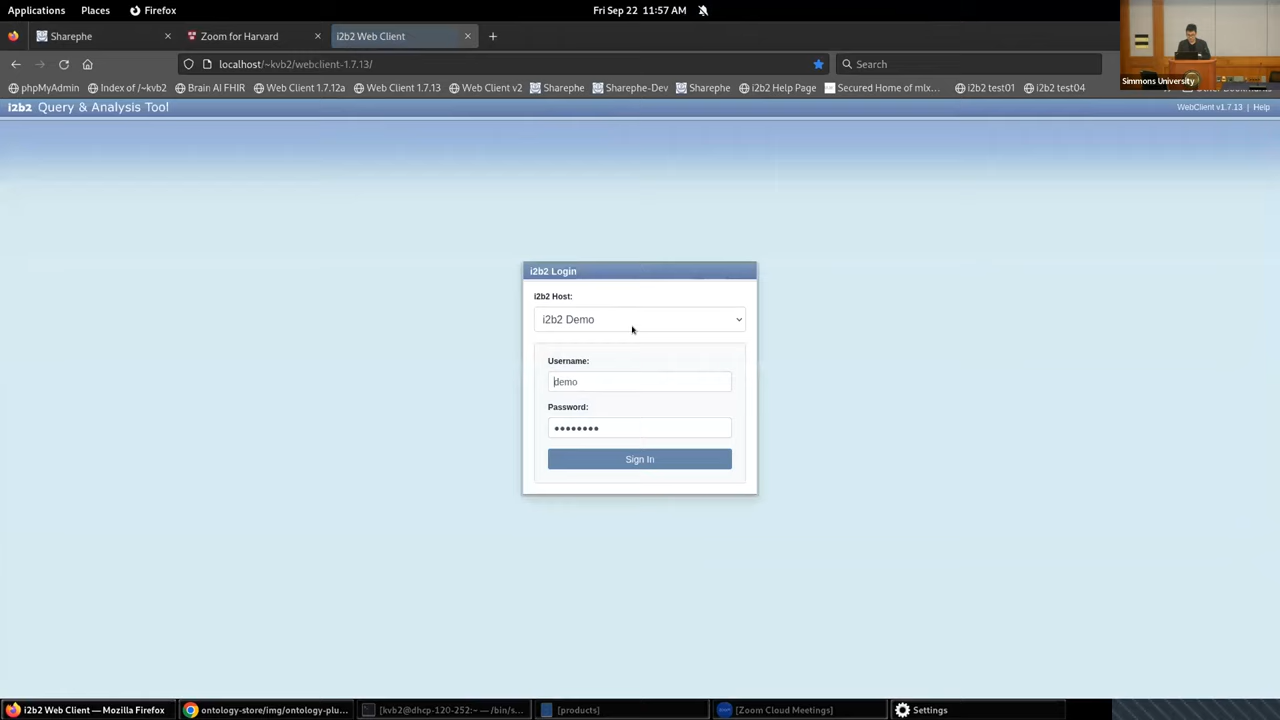 Applications Places Firefox Fri Sep 22 11:57 AM
Sharephe Zoom for Harvard i2b2 Web Client
localhost/~kvb2/webclient-1.7.13/ Search
phpMyAdmin Index of /~kvb2 Brain AI FHIR Web Client 1.7.12a Web Client 1.7.13 Web Client v2 Sharephe Sharephe-Dev Sharephe i2b2 Help Page Secured Home of mix… i2b2 test01 i2b2 test04
Simmons University
i2b2 Query & Analysis Tool WebClient v1.7.13 | Help
i2b2 Login
i2b2 Host:
i2b2 Demo
Username:
demo
Password:
••••••••
Sign In
i2b2 Web Client — Mozilla Firefox ontology-store/img/ontology-plu… [kvb2@dhcp-120-252:~ — /bin/s… [products] [Zoom Cloud Meetings] Settings